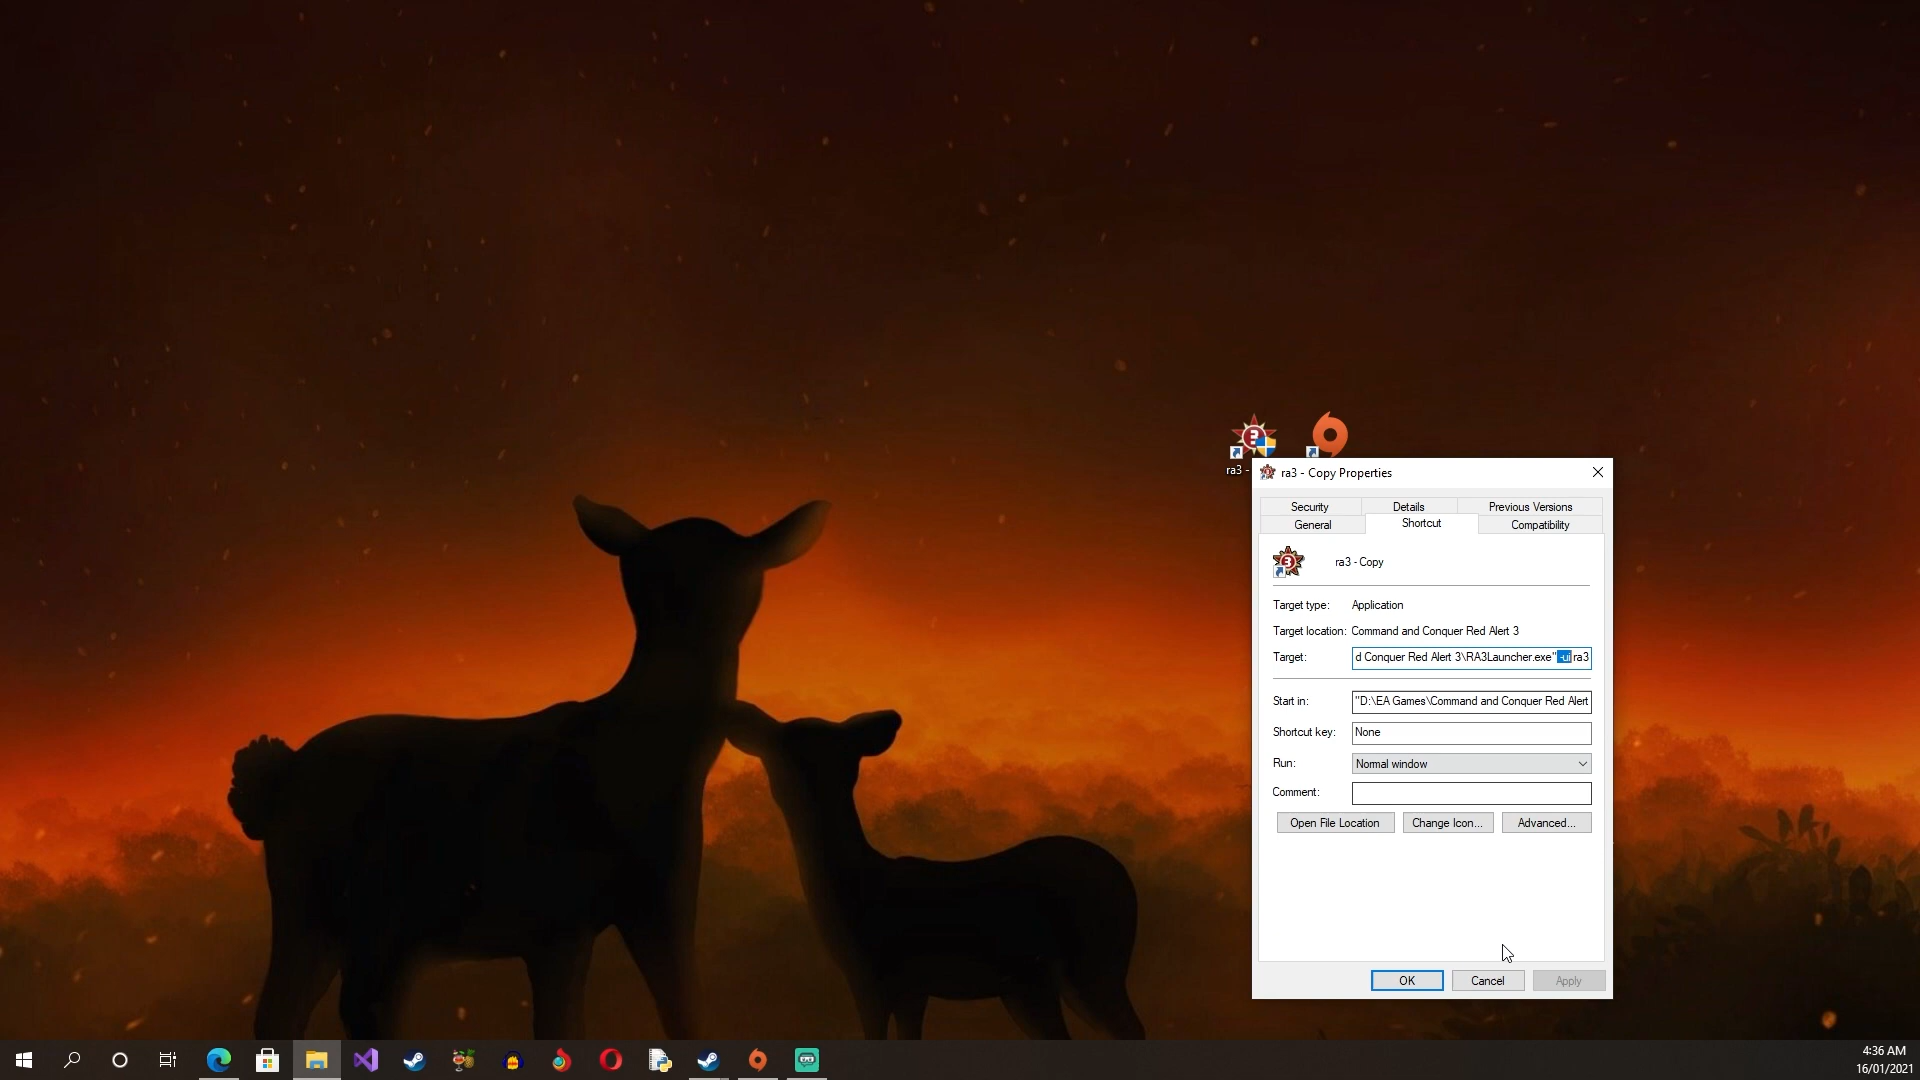 ra3 -
ra3 - Copy Properties
Security
Details
Previous Versions
General
Shortcut
Compatibility
ra3 - Copy
Target type:
Application
Target location:
Command and Conquer Red Alert 3
Target:
d Conquer Red Alert 3\RA3Launcher.exe" -ui ra3
Start in:
"D:\EA Games\Command and Conquer Red Alert
Shortcut key:
None
Run:
Normal window
Comment:
Open File Location
Change Icon...
Advanced...
OK
Cancel
Apply
4:36 AM
16/01/2021